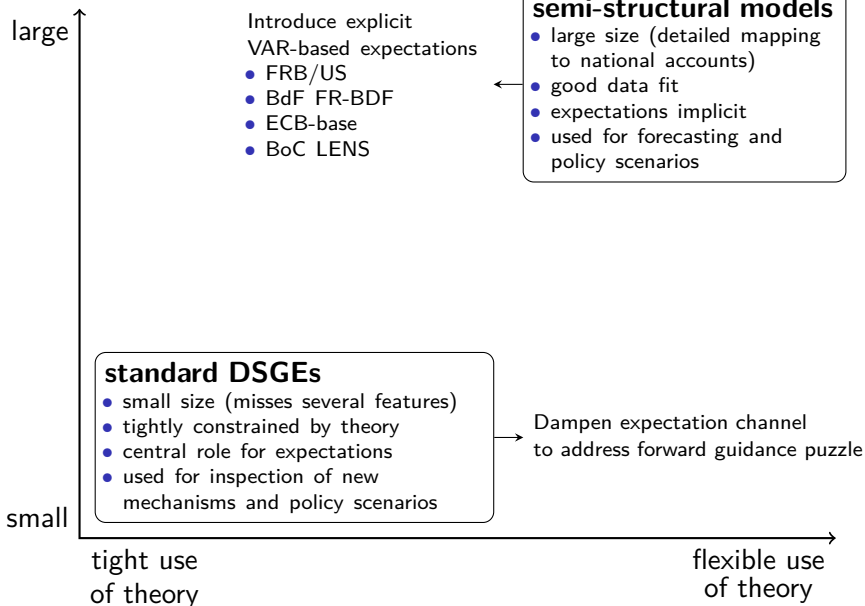 large
Introduce explicit
VAR-based expectations
• FRB/US
• BdF FR-BDF
• ECB-base
• BoC LENS
semi-structural models
• large size (detailed mapping
to national accounts)
• good data fit
• expectations implicit
• used for forecasting and
policy scenarios
standard DSGEs
• small size (misses several features)
• tightly constrained by theory
• central role for expectations
• used for inspection of new
mechanisms and policy scenarios
Dampen expectation channel
to address forward guidance puzzle
small
tight use
of theory
flexible use
of theory